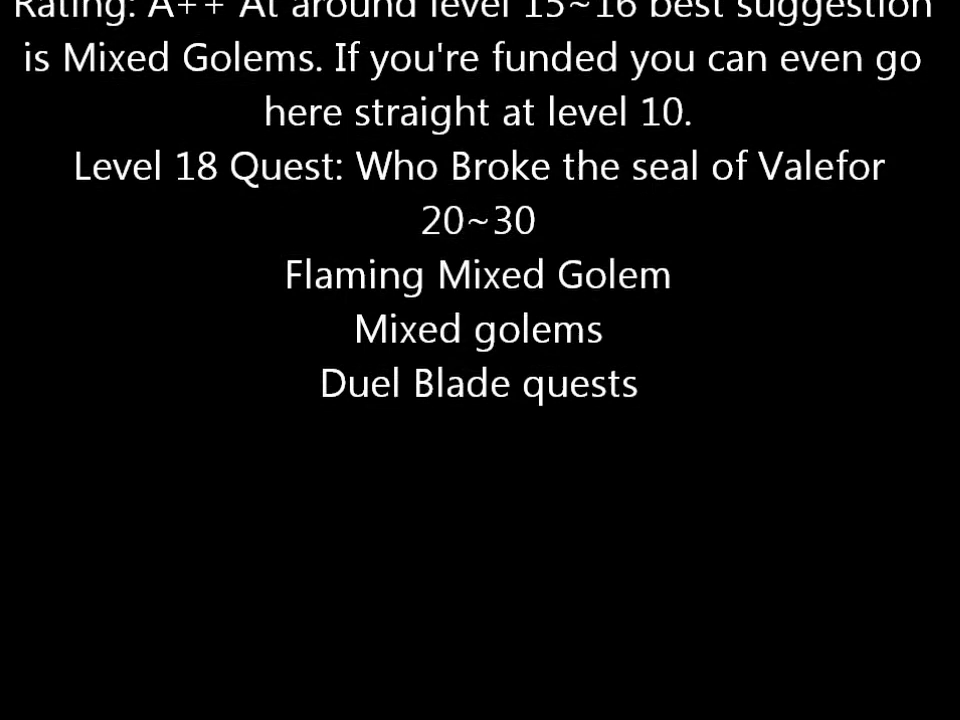 Rating: A++ At around level 15~16 best suggestion
is Mixed Golems. If you're funded you can even go
here straight at level 10.
Level 18 Quest: Who Broke the seal of Valefor
20~30
Flaming Mixed Golem
Mixed golems
Duel Blade quests